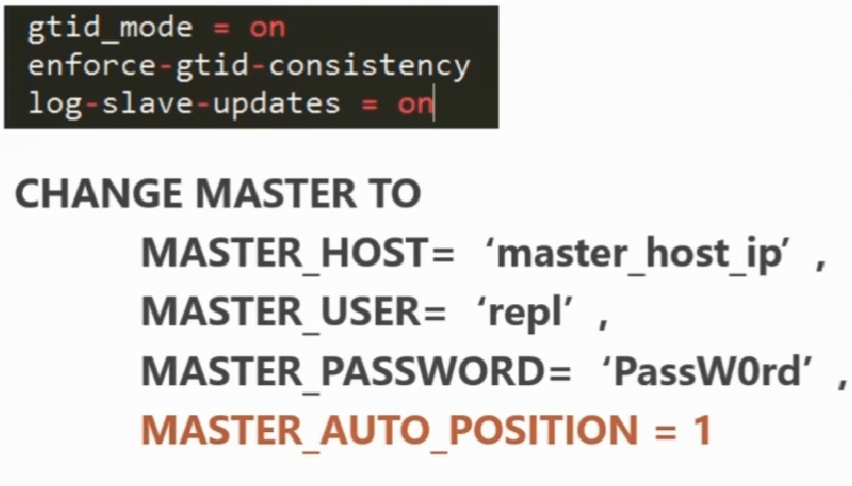 gtid_mode = on
enforce-gtid-consistency
log-slave-updates = on
CHANGE MASTER TO
MASTER_HOST= ‘master_host_ip’ ,
MASTER_USER= ‘repl’ ,
MASTER_PASSWORD= ‘PassW0rd’ ,
MASTER_AUTO_POSITION = 1